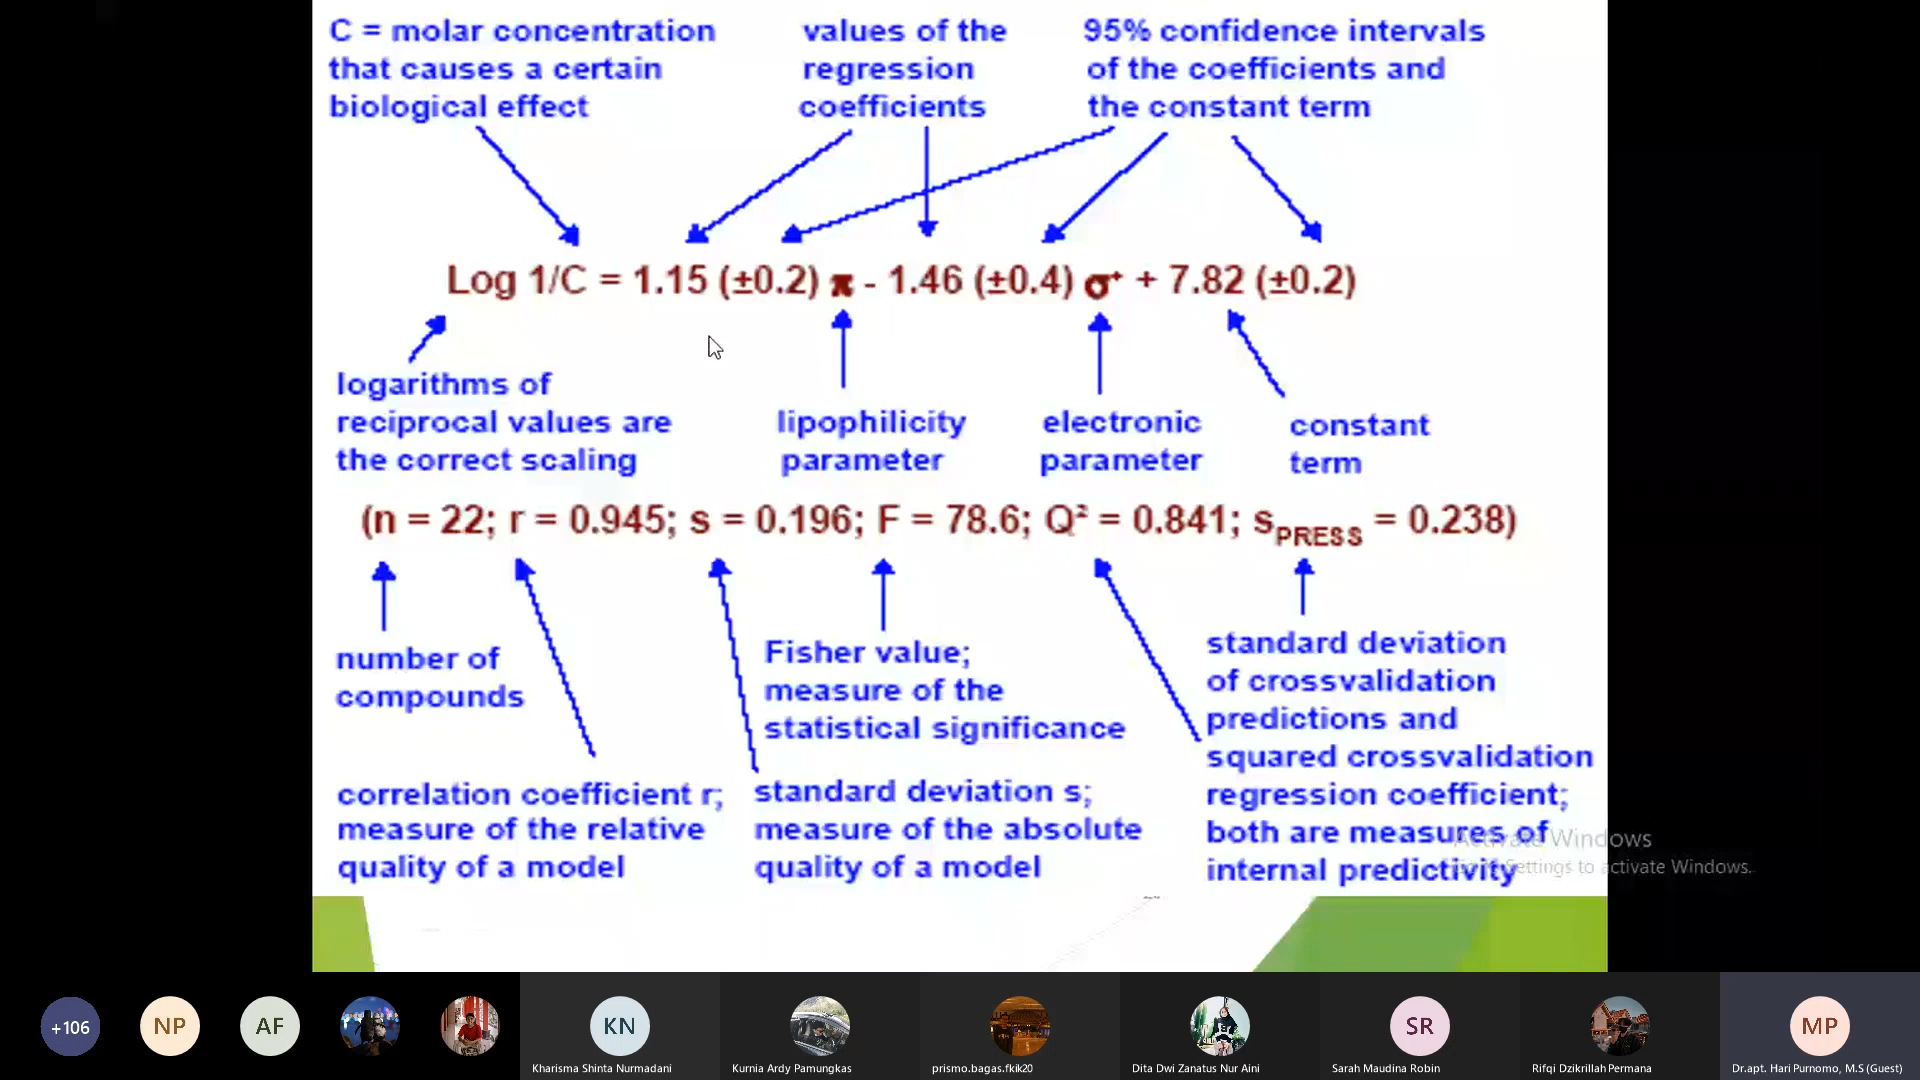 C = molar concentration
that causes a certain
biological effect
values of the
regression
coefficients
95% confidence intervals
of the coefficients and
the constant term
Log 1/C = 1.15 (±0.2) π - 1.46 (±0.4) σ⁺ + 7.82 (±0.2)
logarithms of
reciprocal values are
the correct scaling
lipophilicity
parameter
electronic
parameter
constant
term
(n = 22; r = 0.945; s = 0.196; F = 78.6; Q² = 0.841; sPRESS = 0.238)
number of
compounds
correlation coefficient r;
measure of the relative
quality of a model
Fisher value;
measure of the
statistical significance
standard deviation s;
measure of the absolute
quality of a model
standard deviation
of crossvalidation
predictions and
squared crossvalidation
regression coefficient;
both are measures of
internal predictivity
Activate Windows
Settings to activate Windows.
+106
NP
AF
KN
Kharisma Shinta Nurmadani
Kurnia Ardy Pamungkas
prismo.bagas.fkik20
Dita Dwi Zanatus Nur Aini
SR
Sarah Maudina Robin
Rifqi Dzikrillah Permana
MP
Dr.apt. Hari Purnomo, M.S (Guest)